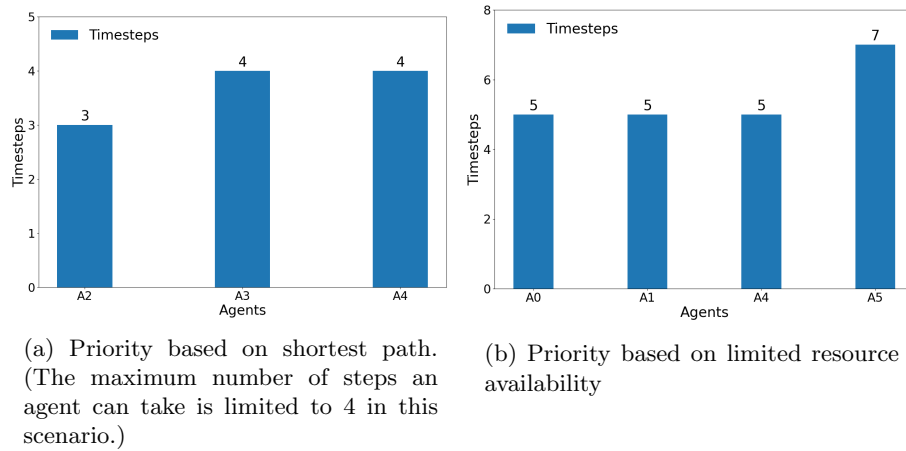 5
4
3
2
1
0
Timesteps
Timesteps
3
4
4
A2
A3
A4
Agents
(a) Priority based on shortest path.
(The maximum number of steps an
agent can take is limited to 4 in this
scenario.)
8
6
4
2
0
Timesteps
Timesteps
5
5
5
7
A0
A1
A4
A5
Agents
(b) Priority based on limited resource
availability